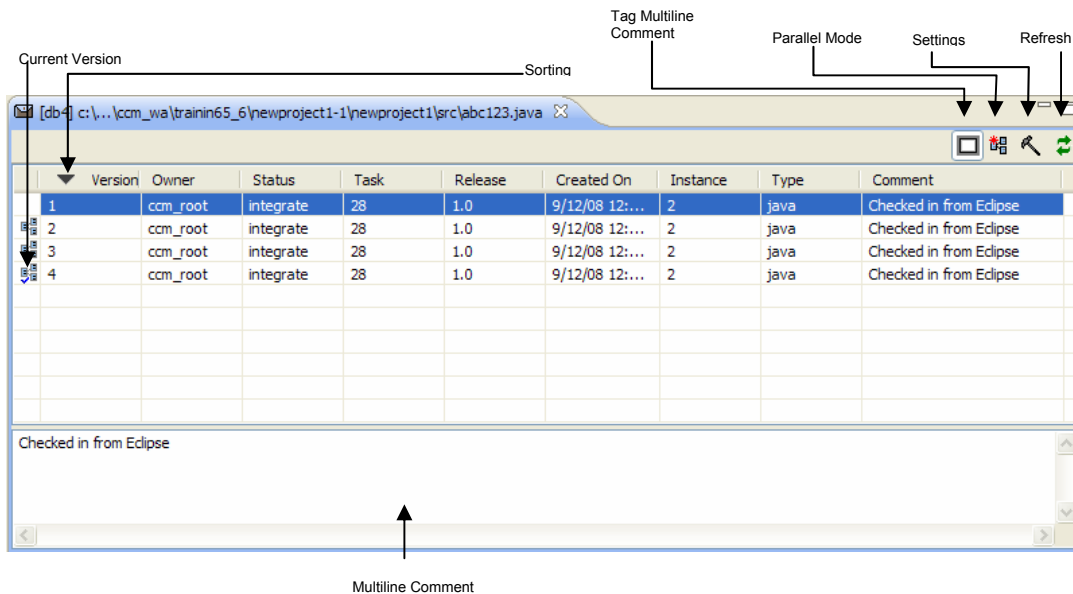 Tag Multiline
Comment
Parallel Mode
Settings
Refresh
Current Version
Sorting
[db4] c:\...\ccm_wa\trainin65_6\newproject1-1\newproject1\src\abc123.java
Version Owner Status Task Release Created On Instance Type Comment
1 ccm_root integrate 28 1.0 9/12/08 12:... 2 java Checked in from Eclipse
2 ccm_root integrate 28 1.0 9/12/08 12:... 2 java Checked in from Eclipse
3 ccm_root integrate 28 1.0 9/12/08 12:... 2 java Checked in from Eclipse
4 ccm_root integrate 28 1.0 9/12/08 12:... 2 java Checked in from Eclipse
Checked in from Eclipse
Multiline Comment